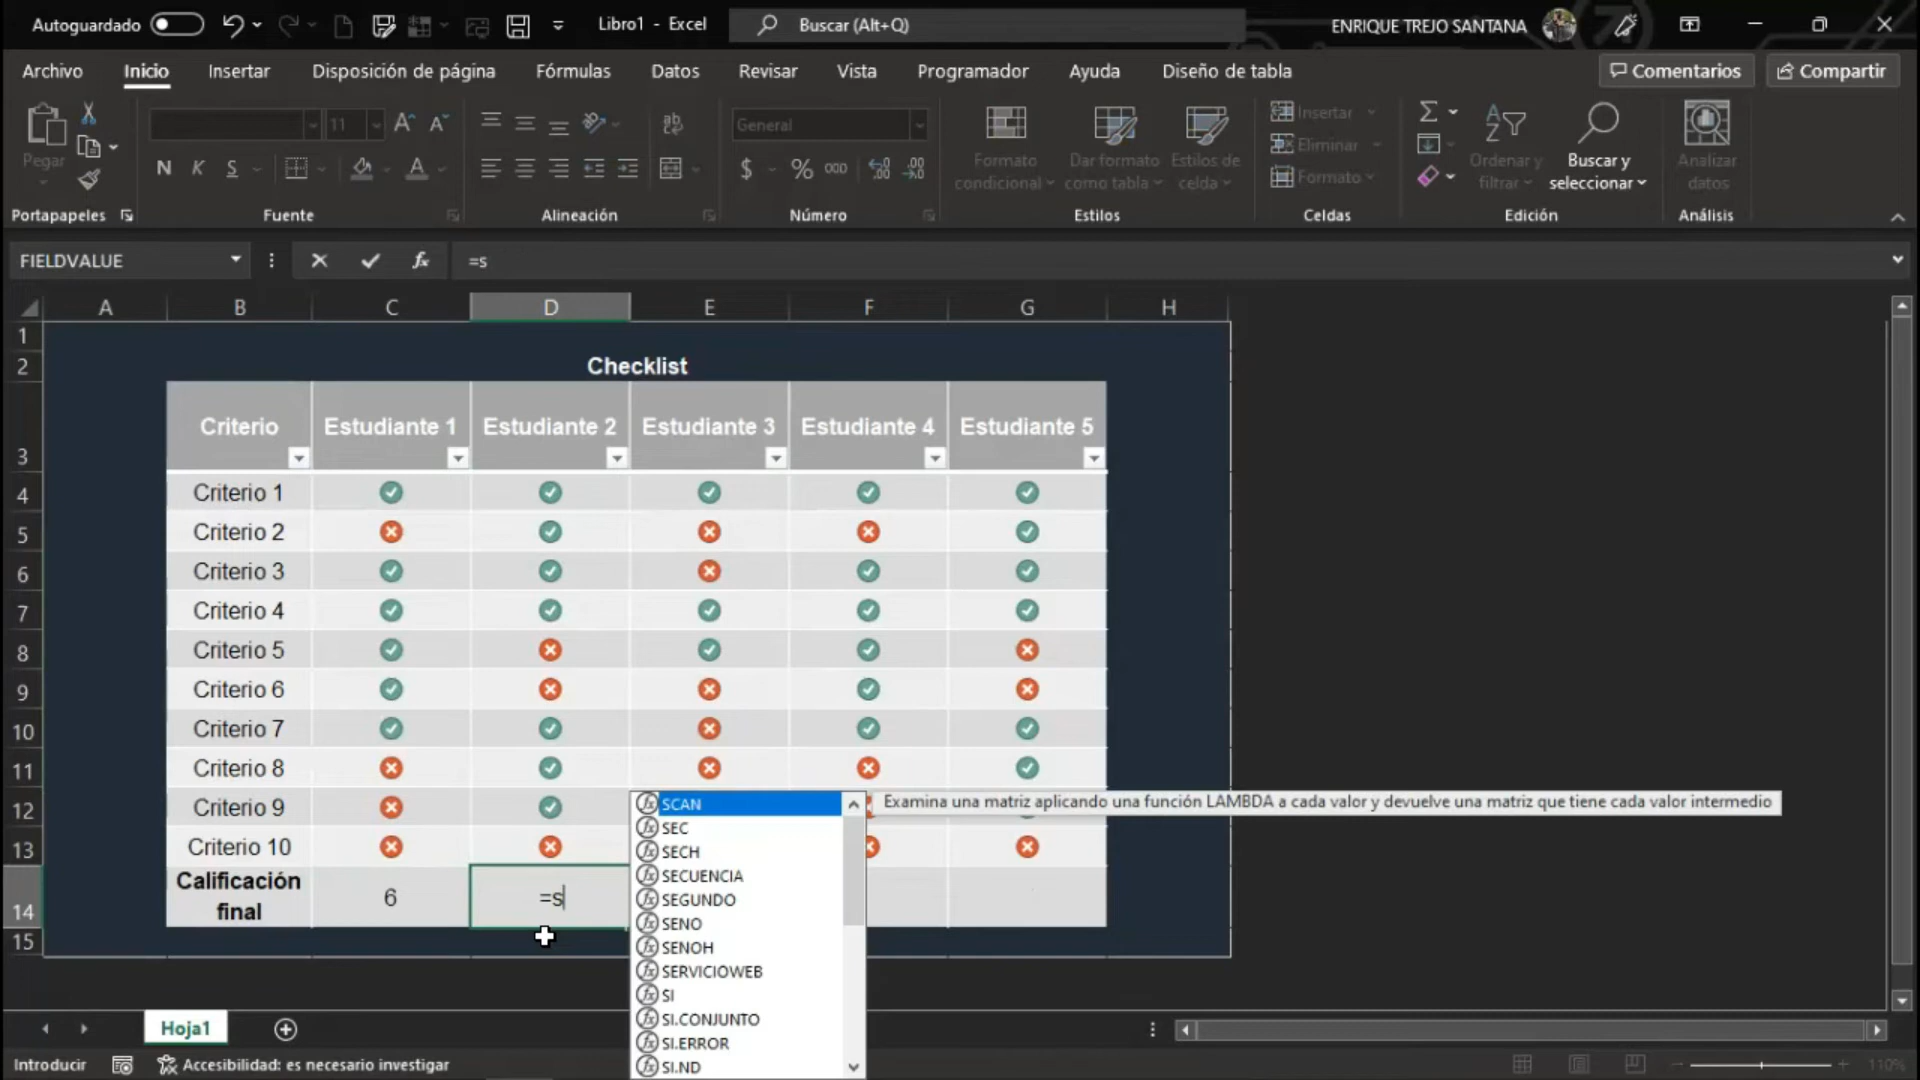 Autoguardado
Libro1 - Excel
Buscar (Alt+Q)
ENRIQUE TREJO SANTANA
Archivo Inicio Insertar Disposición de página Fórmulas Datos Revisar Vista Programador Ayuda Diseño de tabla
Comentarios Compartir
Pegar
11
N K S
ab
General
$ % 000
Formato condicional
Dar formato como tabla
Estilos de celda
Insertar
Eliminar
Formato
Ordenar y filtrar
Buscar y seleccionar
Analizar datos
Portapapeles Fuente Alineación Número Estilos Celdas Edición Análisis
FIELDVALUE fx =s
A B C D E F G H
1
2 Checklist
3 Criterio Estudiante 1 Estudiante 2 Estudiante 3 Estudiante 4 Estudiante 5
4 Criterio 1
5 Criterio 2
6 Criterio 3
7 Criterio 4
8 Criterio 5
9 Criterio 6
10 Criterio 7
11 Criterio 8
12 Criterio 9
13 Criterio 10
14 Calificación final 6 =s
15
SCAN
Examina una matriz aplicando una función LAMBDA a cada valor y devuelve una matriz que tiene cada valor intermedio
SEC
SECH
SECUENCIA
SEGUNDO
SENO
SENOH
SERVICIOWEB
SI
SI.CONJUNTO
SI.ERROR
SI.ND
Hoja1
Introducir Accesibilidad: es necesario investigar 110%